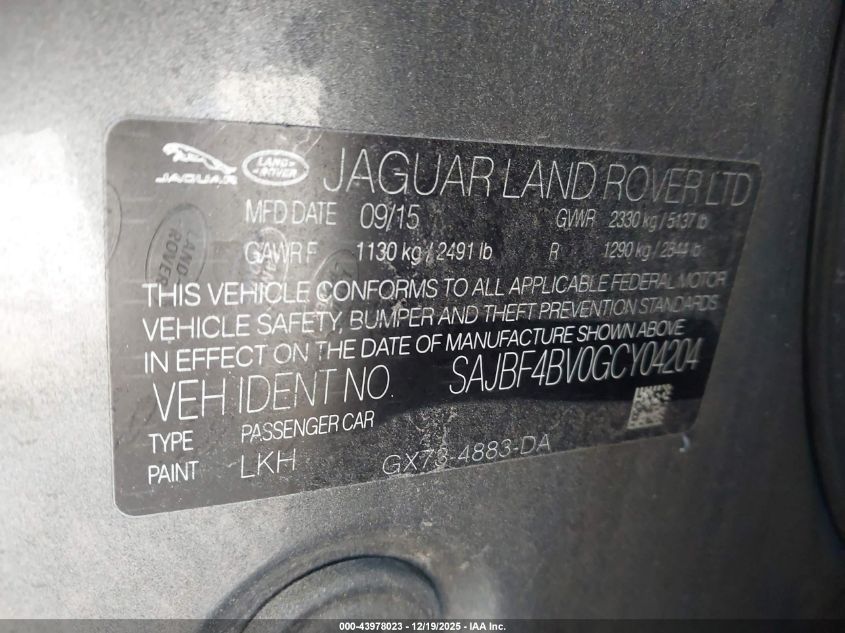 JAGUAR LAND-ROVER JAGUAR LAND ROVER LTD
MFD DATE 09/15 GVWR 2330 kg / 5137 lb
GAWR F 1130 kg / 2491 lb R 1290 kg / 2844 lb
THIS VEHICLE CONFORMS TO ALL APPLICABLE FEDERAL MOTOR
VEHICLE SAFETY, BUMPER AND THEFT PREVENTION STANDARDS
IN EFFECT ON THE DATE OF MANUFACTURE SHOWN ABOVE
VEH IDENT NO. SAJBF4BV0GCY04204
TYPE PASSENGER CAR
PAINT LKH GX73-4883-DA
000-43978023 - 12/19/2025 - IAA Inc.